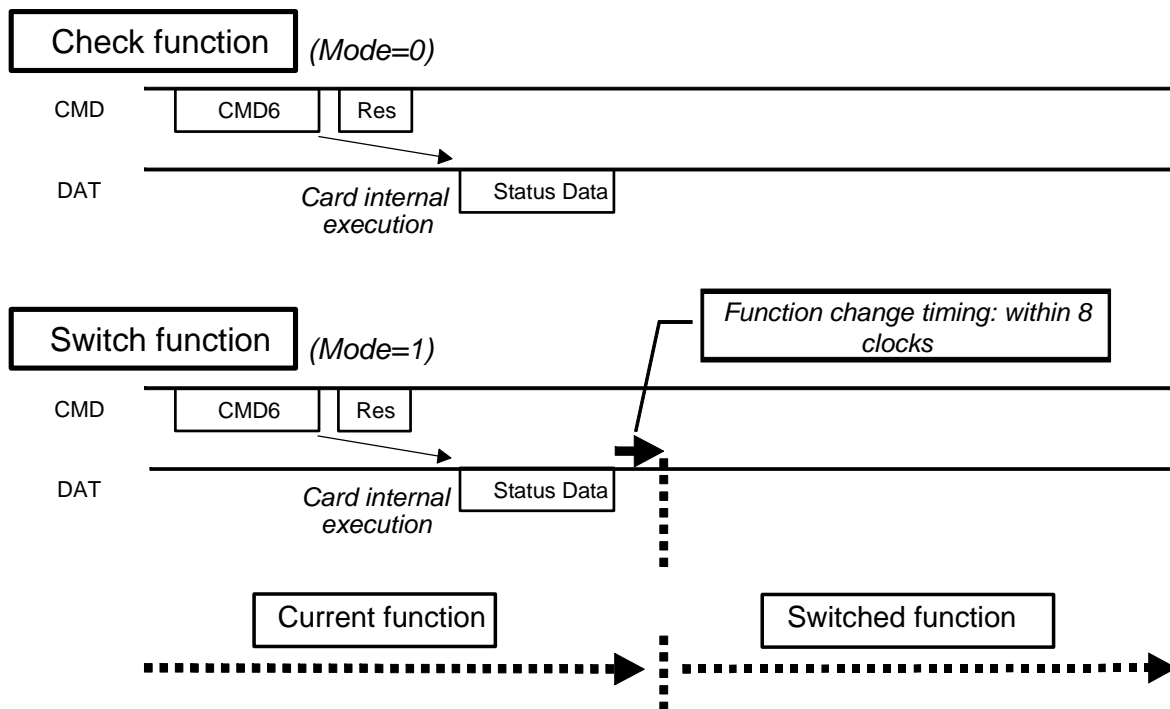 Check function
(Mode=0)
CMD
CMD6
Res
DAT
Card internal
execution
Status Data
Function change timing: within 8
clocks
Switch function
(Mode=1)
CMD
CMD6
Res
DAT
Card internal
execution
Status Data
Current function
Switched function